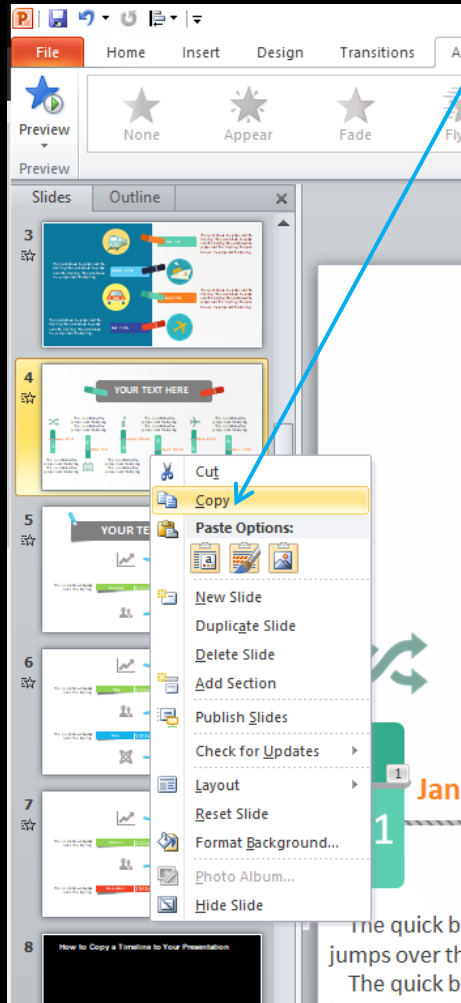 File Home Insert Design Transitions A
Preview
None Appear Fade Fly
Preview
Slides Outline
3
4
YOUR TEXT HERE
5
YOUR TE
6
7
8
How to Copy a Timeline to Your Presentation
Cut
Copy
Paste Options:
New Slide
Duplicate Slide
Delete Slide
Add Section
Publish Slides
Check for Updates
Layout
Reset Slide
Format Background...
Photo Album...
Hide Slide
1
Jan
1
The quick b
jumps over th
The quick b